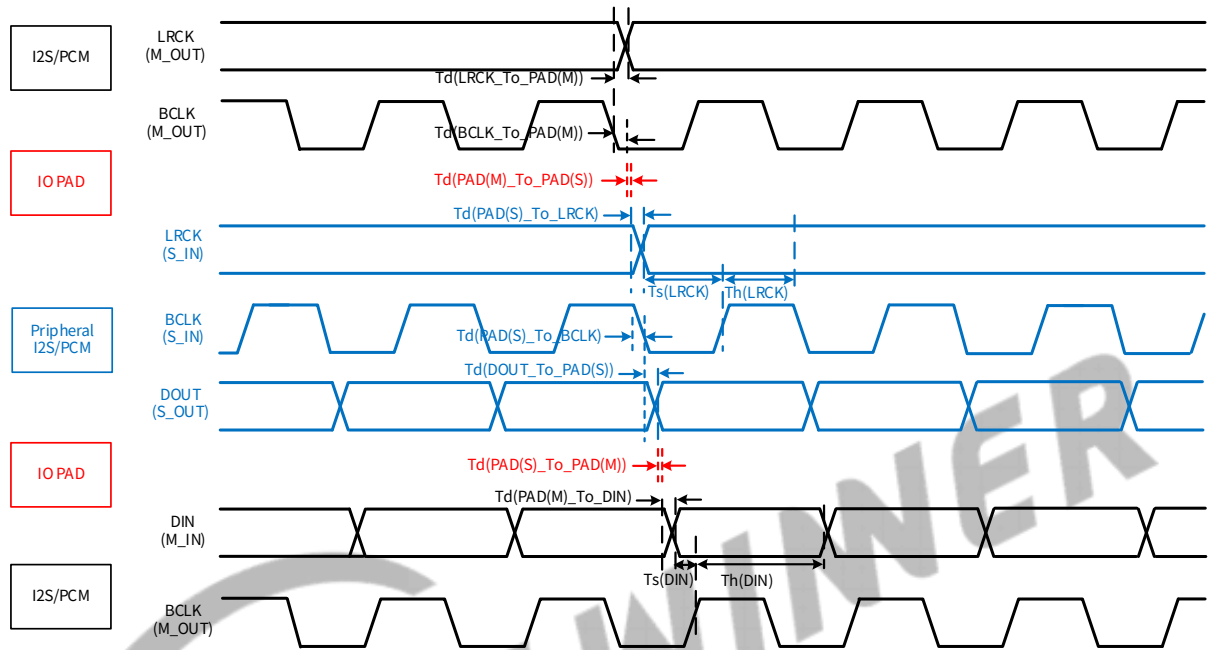 I2S/PCM
LRCK
(M_OUT)
Td(LRCK_To_PAD(M))
BCLK
(M_OUT)
Td(BCLK_To_PAD(M))
IO PAD
Td(PAD(M)_To_PAD(S))
Td(PAD(S)_To_LRCK)
LRCK
(S_IN)
Ts(LRCK)
Th(LRCK)
Pripheral
I2S/PCM
BCLK
(S_IN)
Td(PAD(S)_To_BCLK)
Td(DOUT_To_PAD(S))
DOUT
(S_OUT)
IO PAD
Td(PAD(S)_To_PAD(M))
Td(PAD(M)_To_DIN)
DIN
(M_IN)
Ts(DIN)
Th(DIN)
I2S/PCM
BCLK
(M_OUT)
WINNER